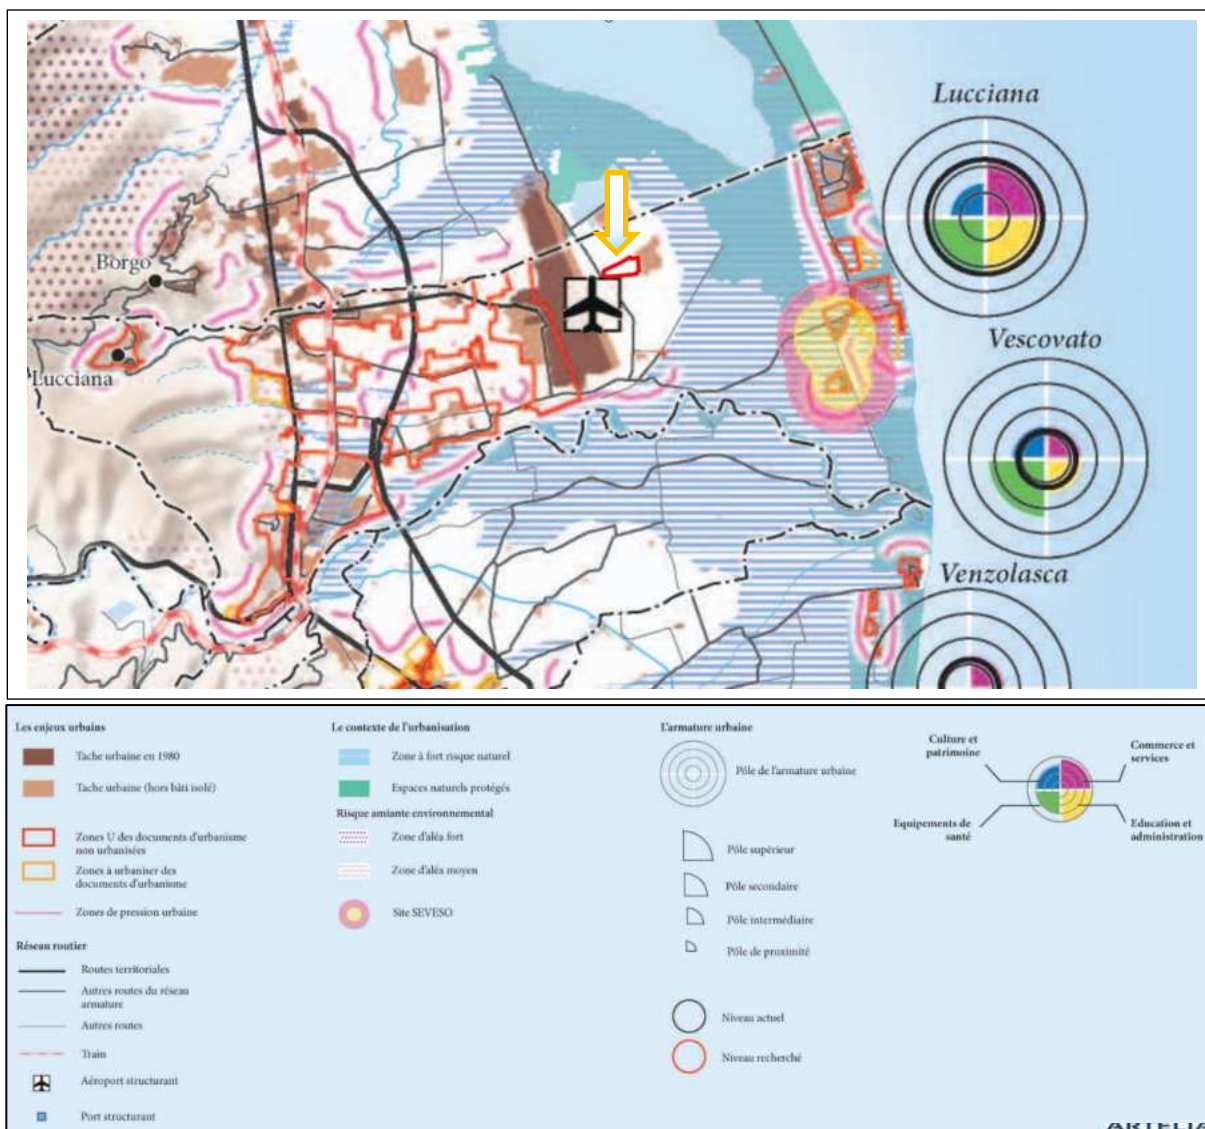 Lucciana
Borgo
Lucciana
Vescovato
Venzolasca
Les enjeux urbains
Tache urbaine en 1980
Tache urbaine (hors bâti isolé)
Zones U des documents d'urbanisme
non urbanisées
Zones à urbaniser des
documents d'urbanisme
Zones de pression urbaine
Réseau routier
Routes territoriales
Autres routes du réseau
armature
Autres routes
Train
Aéroport structurant
Port structurant
Le contexte de l'urbanisation
Zone à fort risque naturel
Espaces naturels protégés
Risque amiante environnemental
Zone d'aléa fort
Zone d'aléa moyen
Site SEVESO
L'armature urbaine
Pôle de l'armature urbaine
Pôle supérieur
Pôle secondaire
Pôle intermédiaire
Pôle de proximité
Niveau actuel
Niveau recherché
Culture et
patrimoine
Commerce et
services
Equipements de
santé
Education et
administration
ARTELIA